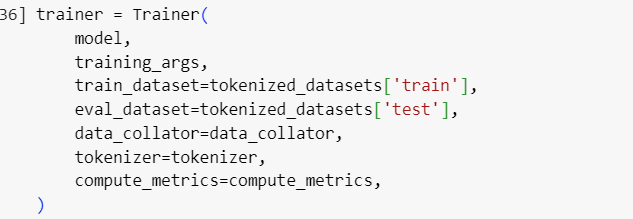 36] trainer = Trainer(
    model,
    training_args,
    train_dataset=tokenized_datasets['train'],
    eval_dataset=tokenized_datasets['test'],
    data_collator=data_collator,
    tokenizer=tokenizer,
    compute_metrics=compute_metrics,
)